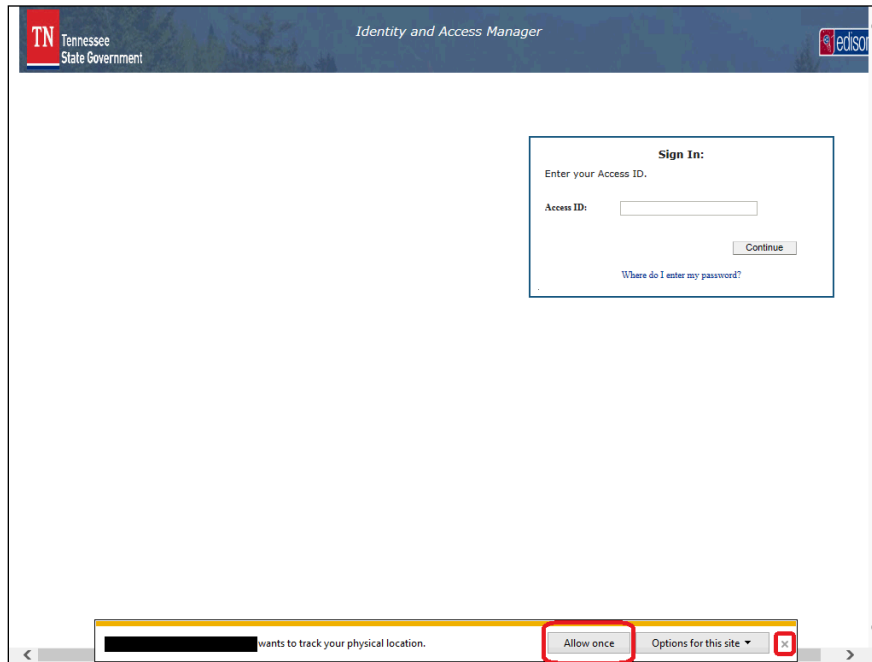 TN Tennessee
State Government
Identity and Access Manager
edison
Sign In:
Enter your Access ID.
Access ID:
Continue
Where do I enter my password?
wants to track your physical location.
Allow once
Options for this site